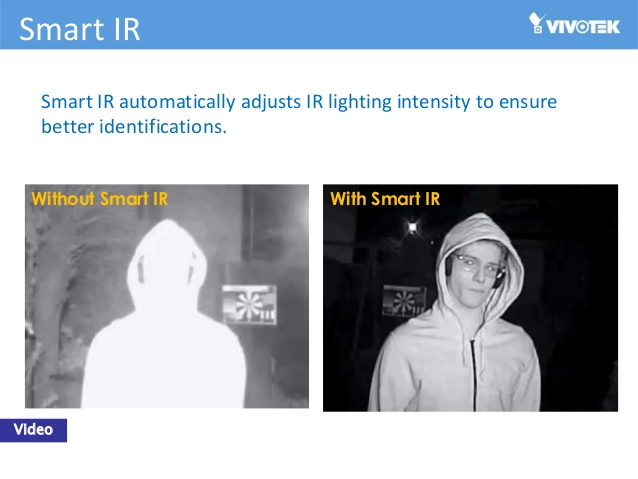 Smart IR
VIVOTEK
Smart IR automatically adjusts IR lighting intensity to ensure
better identifications.
Without Smart IR
With Smart IR
Video